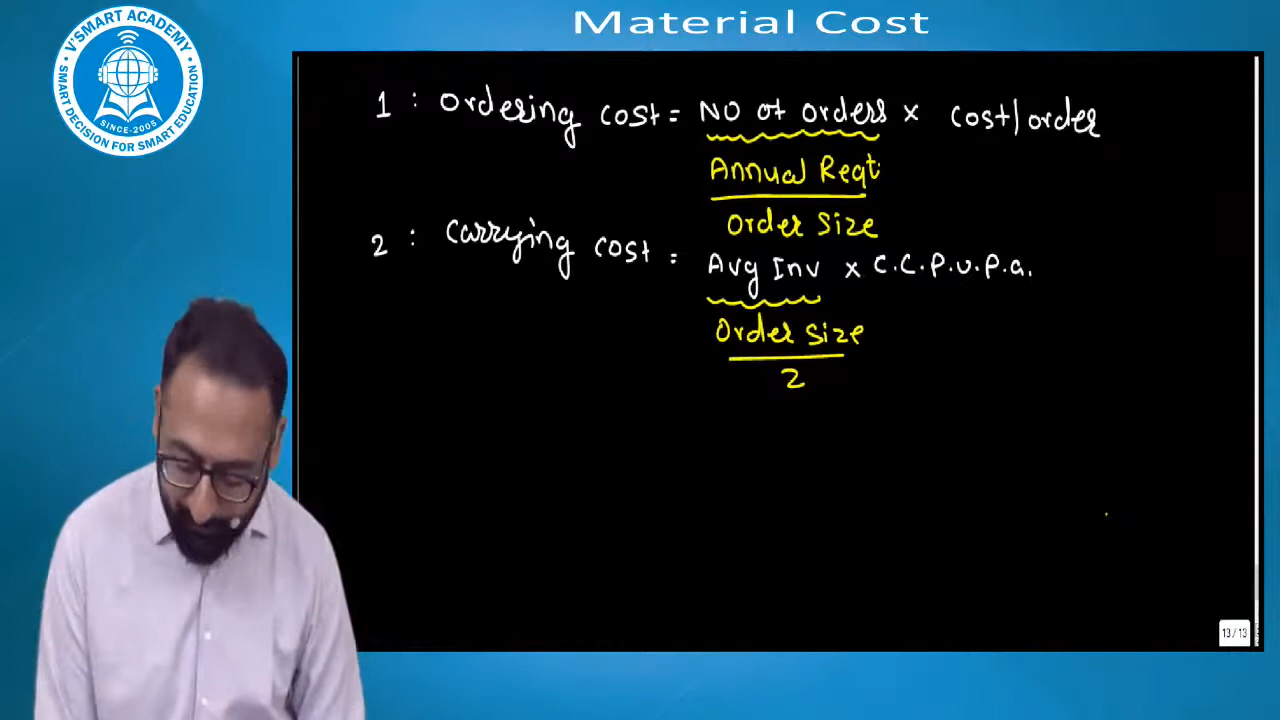 Material Cost
V'SMART ACADEMY
SINCE-2005
SMART DECISION FOR SMART EDUCATION
1 : Ordering cost = No of orders × cost/order
Annual Reqt.
Order Size
2 : Carrying cost = Avg Inv × C.C.P.U.P.a.
Order Size
2
13/13